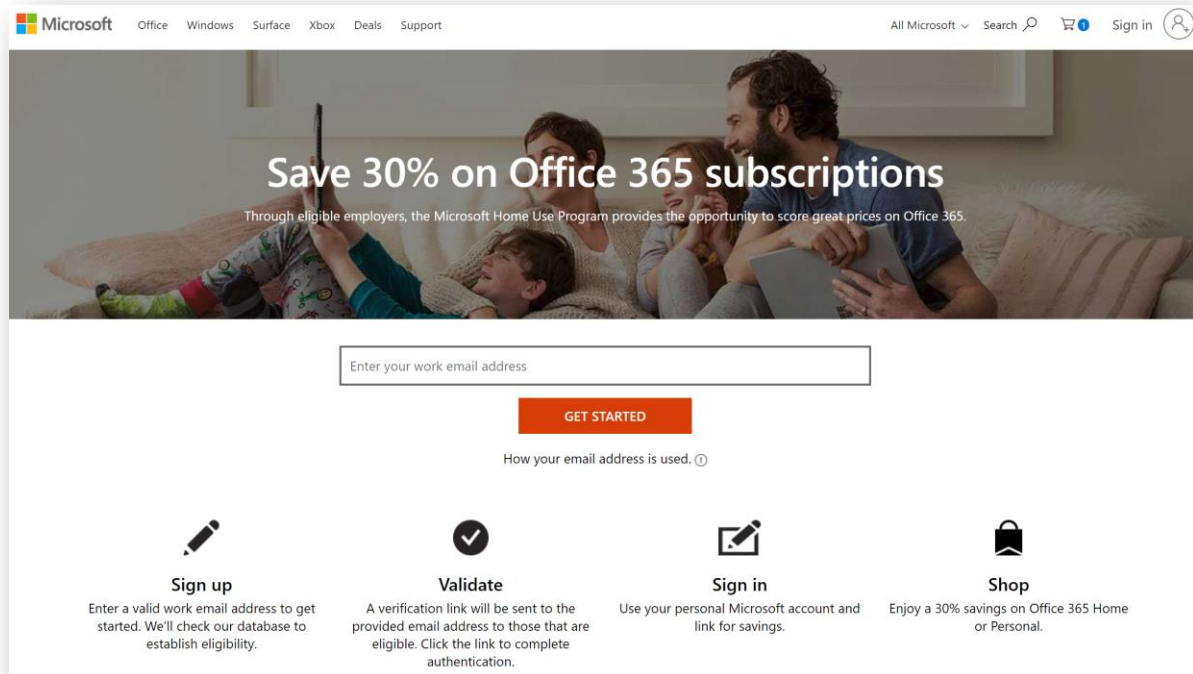 Microsoft Office Windows Surface Xbox Deals Support All Microsoft Search 1 Sign in
Save 30% on Office 365 subscriptions
Through eligible employers, the Microsoft Home Use Program provides the opportunity to score great prices on Office 365.
Enter your work email address
GET STARTED
How your email address is used.
Sign up
Enter a valid work email address to get
started. We'll check our database to
establish eligibility.
Validate
A verification link will be sent to the
provided email address to those that are
eligible. Click the link to complete
authentication.
Sign in
Use your personal Microsoft account and
link for savings.
Shop
Enjoy a 30% savings on Office 365 Home
or Personal.